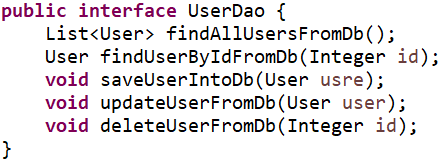 public interface UserDao {
    List<User> findAllUsersFromDb();
    User findUserByIdFromDb(Integer id);
    void saveUserIntoDb(User usre);
    void updateUserFromDb(User user);
    void deleteUserFromDb(Integer id);
}